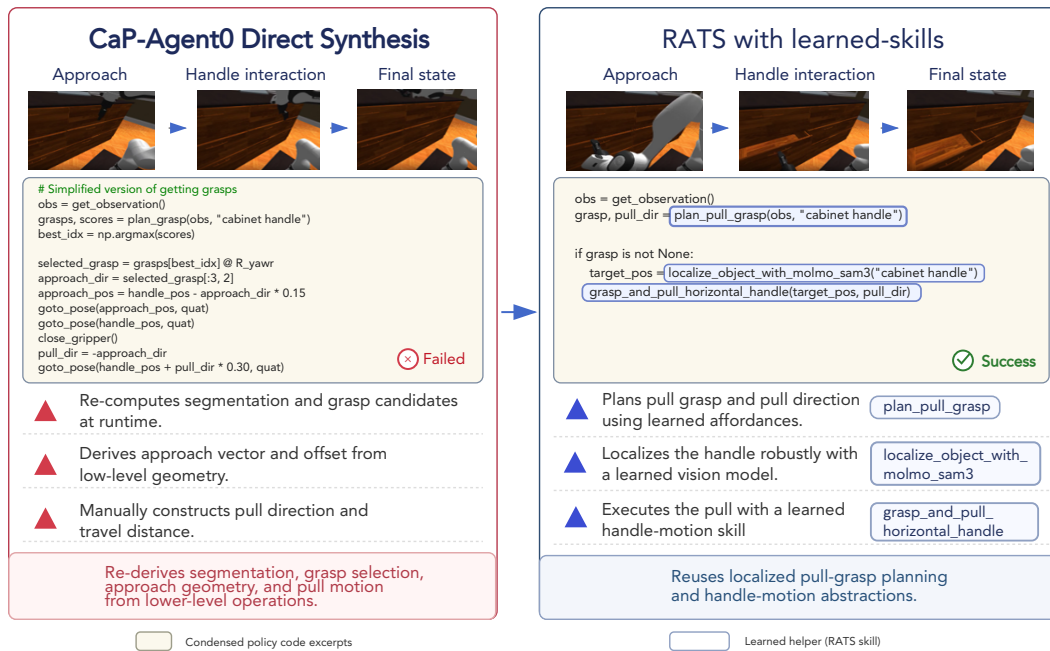 CaP-Agent0 Direct Synthesis
Approach
Handle interaction
Final state
# Simplified version of getting grasps
obs = get_observation()
grasps, scores = plan_grasp(obs, "cabinet handle")
best_idx = np.argmax(scores)
selected_grasp = grasps[best_idx] @ R_yawr
approach_dir = selected_grasp[:3, 2]
approach_pos = handle_pos - approach_dir * 0.15
goto_pose(approach_pos, quat)
goto_pose(handle_pos, quat)
close_gripper()
pull_dir = -approach_dir
goto_pose(handle_pos + pull_dir * 0.30, quat)
Failed
Re-computes segmentation and grasp candidates
at runtime.
Derives approach vector and offset from
low-level geometry.
Manually constructs pull direction and
travel distance.
Re-derives segmentation, grasp selection,
approach geometry, and pull motion
from lower-level operations.
RATS with learned-skills
Approach
Handle interaction
Final state
obs = get_observation()
grasp, pull_dir = plan_pull_grasp(obs, "cabinet handle")
if grasp is not None:
target_pos = localize_object_with_molmo_sam3("cabinet handle")
grasp_and_pull_horizontal_handle(target_pos, pull_dir)
Success
Plans pull grasp and pull direction
using learned affordances.
plan_pull_grasp
Localizes the handle robustly with
a learned vision model.
localize_object_with_
molmo_sam3
Executes the pull with a learned
handle-motion skill
grasp_and_pull_
horizontal_handle
Reuses localized pull-grasp planning
and handle-motion abstractions.
Condensed policy code excerpts
Learned helper (RATS skill)